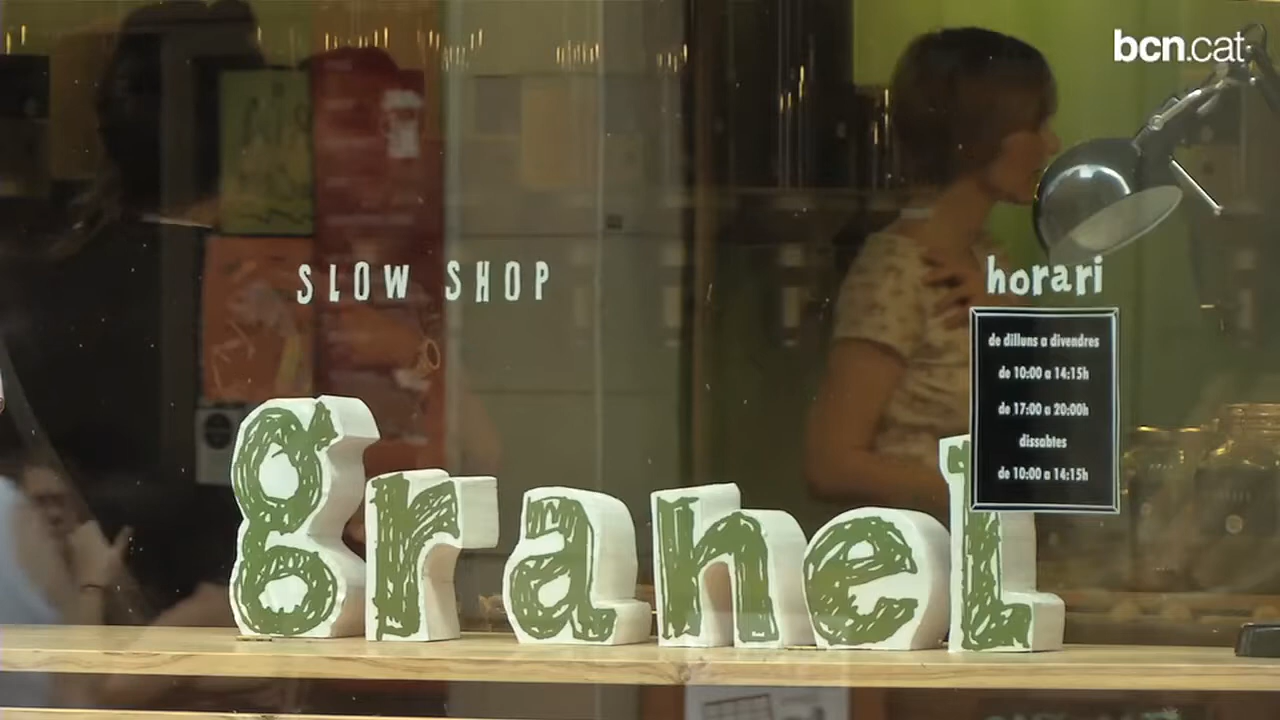 bcn.cat
SLOW SHOP
horari
de dilluns a divendres
de 10:00 a 14:15h
de 17:00 a 20:00h
dissabtes
de 10:00 a 14:15h
granel